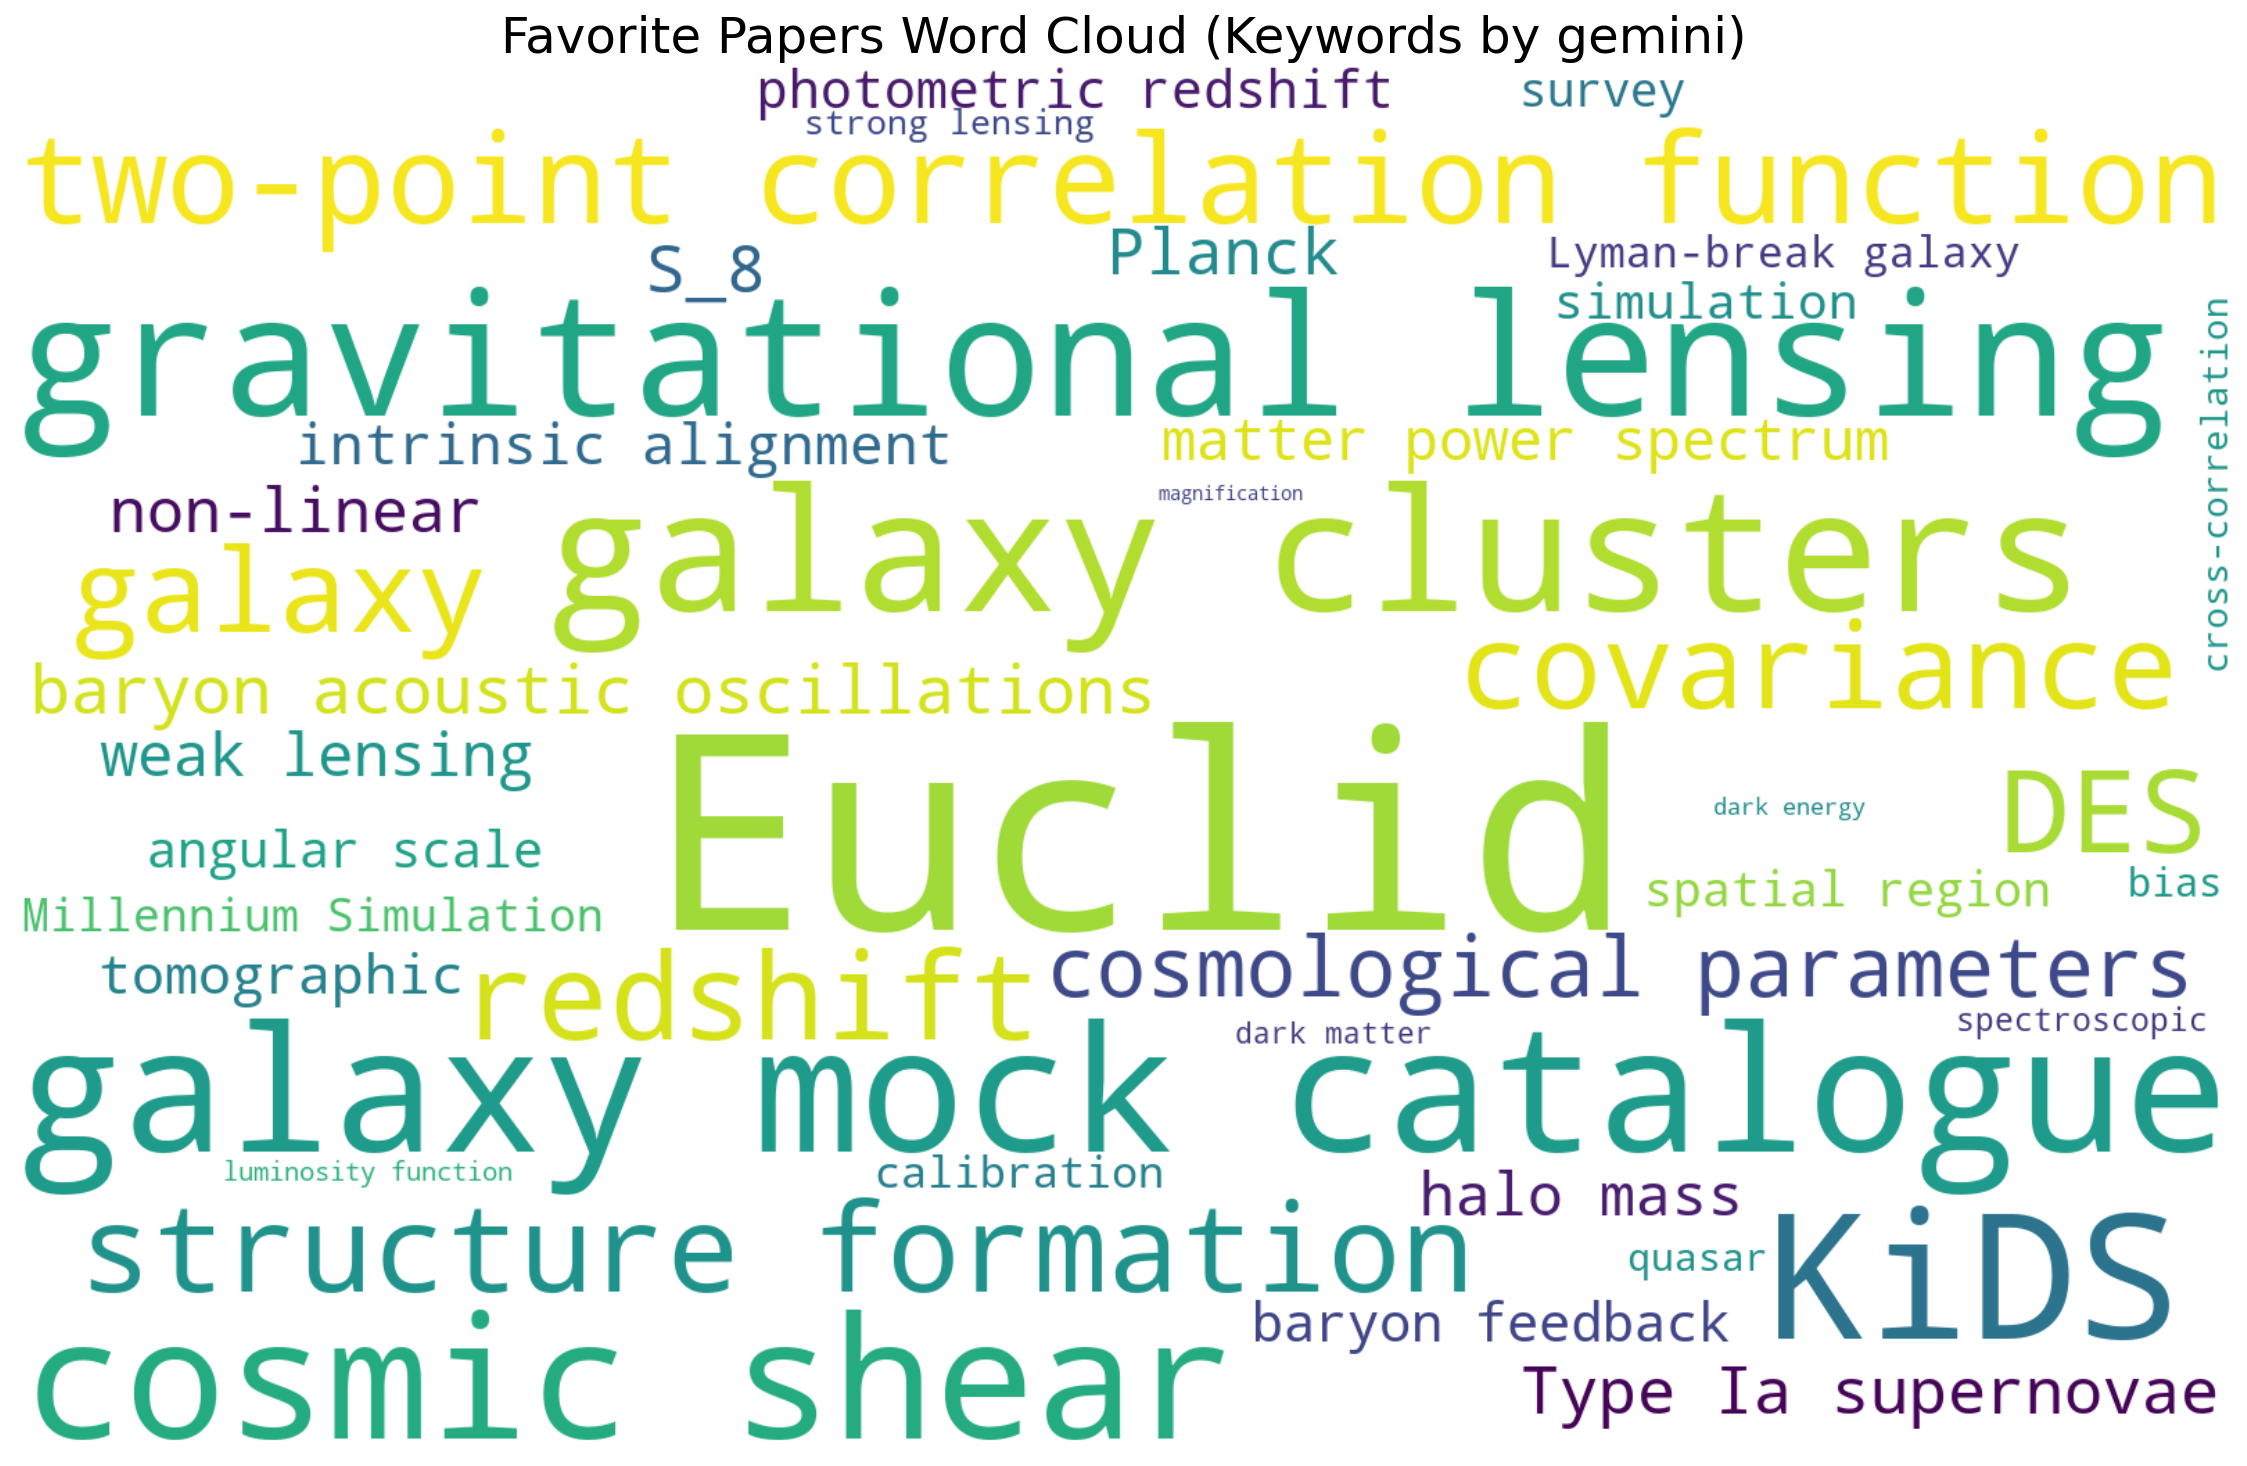 Favorite Papers Word Cloud (Keywords by gemini)
photometric redshift
survey
strong lensing
two-point correlation function
S_8
Planck
Lyman-break galaxy
simulation
gravitational lensing
cross-correlation
intrinsic alignment
matter power spectrum
non-linear
magnification
galaxy clusters
galaxy
covariance
baryon acoustic oscillations
weak lensing
Euclid
dark energy
DES
angular scale
spatial region
bias
Millennium Simulation
tomographic
redshift
cosmological parameters
dark matter
spectroscopic
galaxy mock catalogue
luminosity function
calibration
halo mass
structure formation
quasar
KiDS
baryon feedback
cosmic shear
Type Ia supernovae